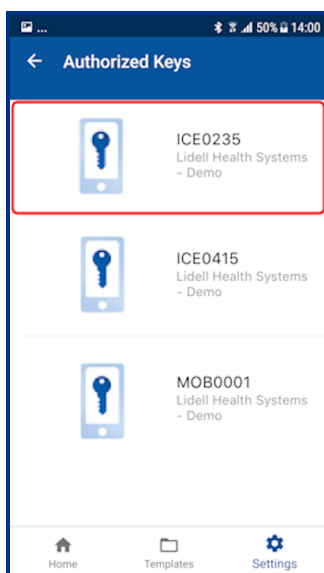 ... 50% 14:00
Authorized Keys
ICE0235
Lidell Health Systems
- Demo
ICE0415
Lidell Health Systems
- Demo
MOB0001
Lidell Health Systems
- Demo
Home Templates Settings